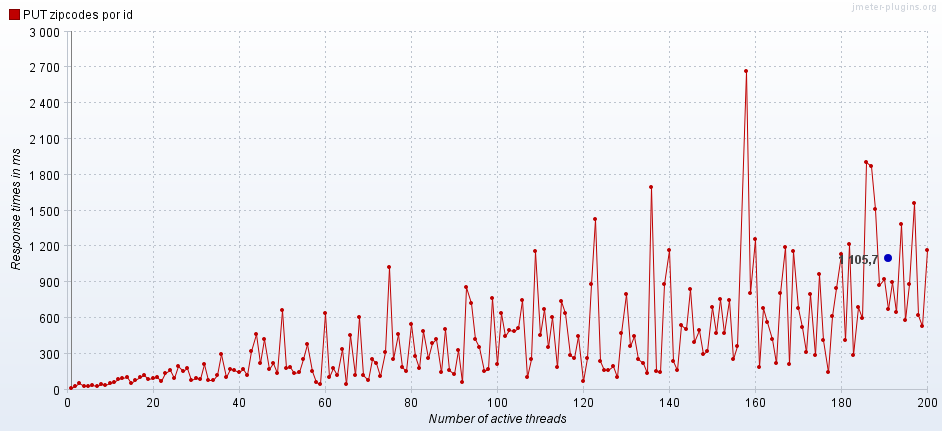 jmeter-plugins.org
PUT zipcodes por id
3 000
2 700
2 400
2 100
1 800
1 500
1 200
900
600
300
0
Response times in ms
1 105,7
0 20 40 60 80 100 120 140 160 180 200
Number of active threads